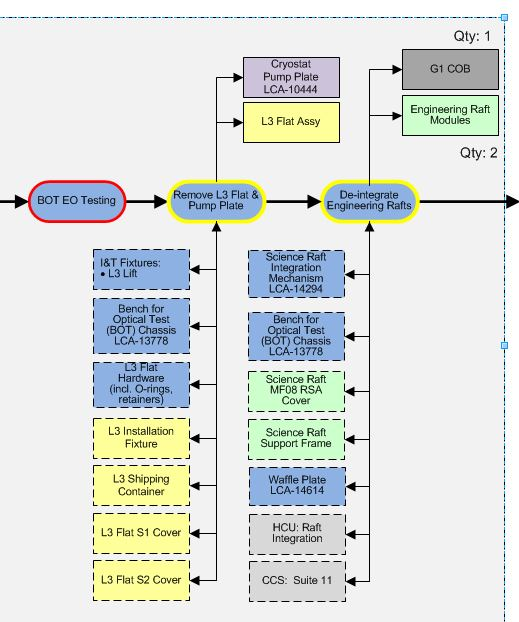 Qty: 1
Cryostat
Pump Plate
LCA-10444
G1 COB
L3 Flat Assy
Engineering Raft
Modules
Qty: 2
BOT EO Testing
Remove L3 Flat &
Pump Plate
De-integrate
Engineering Rafts
I&T Fixtures:
• L3 Lift
Bench for
Optical Test
(BOT) Chassis
LCA-13778
L3 Flat
Hardware
(incl. O-rings,
retainers)
L3 Installation
Fixture
L3 Shipping
Container
L3 Flat S1 Cover
L3 Flat S2 Cover
Science Raft
Integration
Mechanism
LCA-14294
Bench for
Optical Test
(BOT) Chassis
LCA-13778
Science Raft
MF08 RSA
Cover
Science Raft
Support Frame
Waffle Plate
LCA-14614
HCU: Raft
Integration
CCS: Suite 11